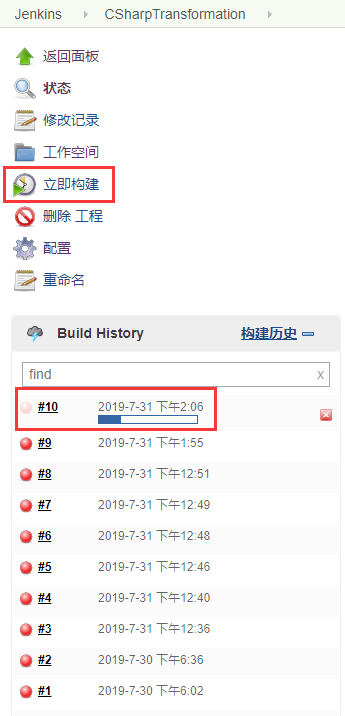 Jenkins CSharpTransformation
返回面板
状态
修改记录
工作空间
立即构建
删除 工程
配置
重命名
Build History 构建历史
find x
#10 2019-7-31 下午2:06
#9 2019-7-31 下午1:55
#8 2019-7-31 下午12:51
#7 2019-7-31 下午12:49
#6 2019-7-31 下午12:48
#5 2019-7-31 下午12:46
#4 2019-7-31 下午12:40
#3 2019-7-31 下午12:36
#2 2019-7-30 下午6:36
#1 2019-7-30 下午6:02